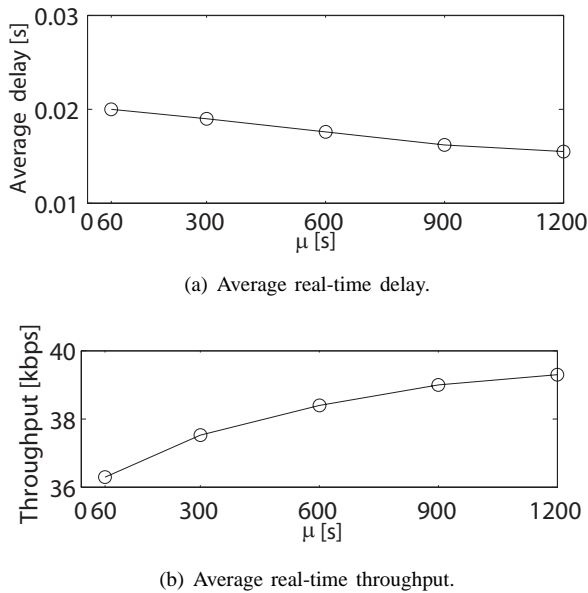 0.03
Average delay [s]
0.02
0.01
0 60 300 600 900 1200
μ [s]
(a) Average real-time delay.
40
Throughput [kbps]
38
36
0 60 300 600 900 1200
μ [s]
(b) Average real-time throughput.